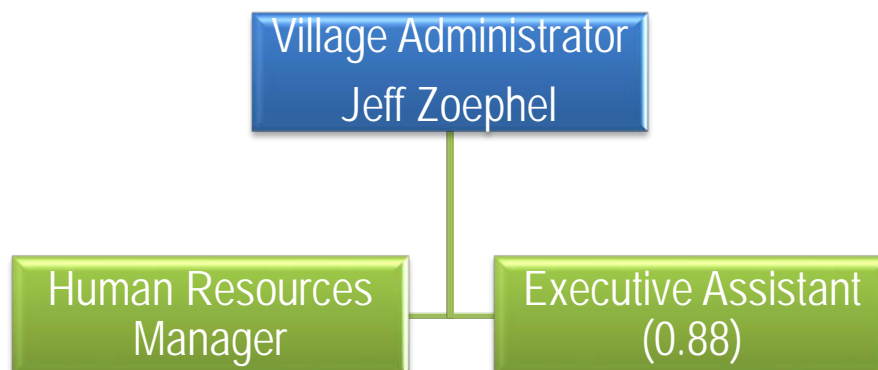 Village Administrator
Jeff Zoephel
Human Resources
Manager
Executive Assistant
(0.88)